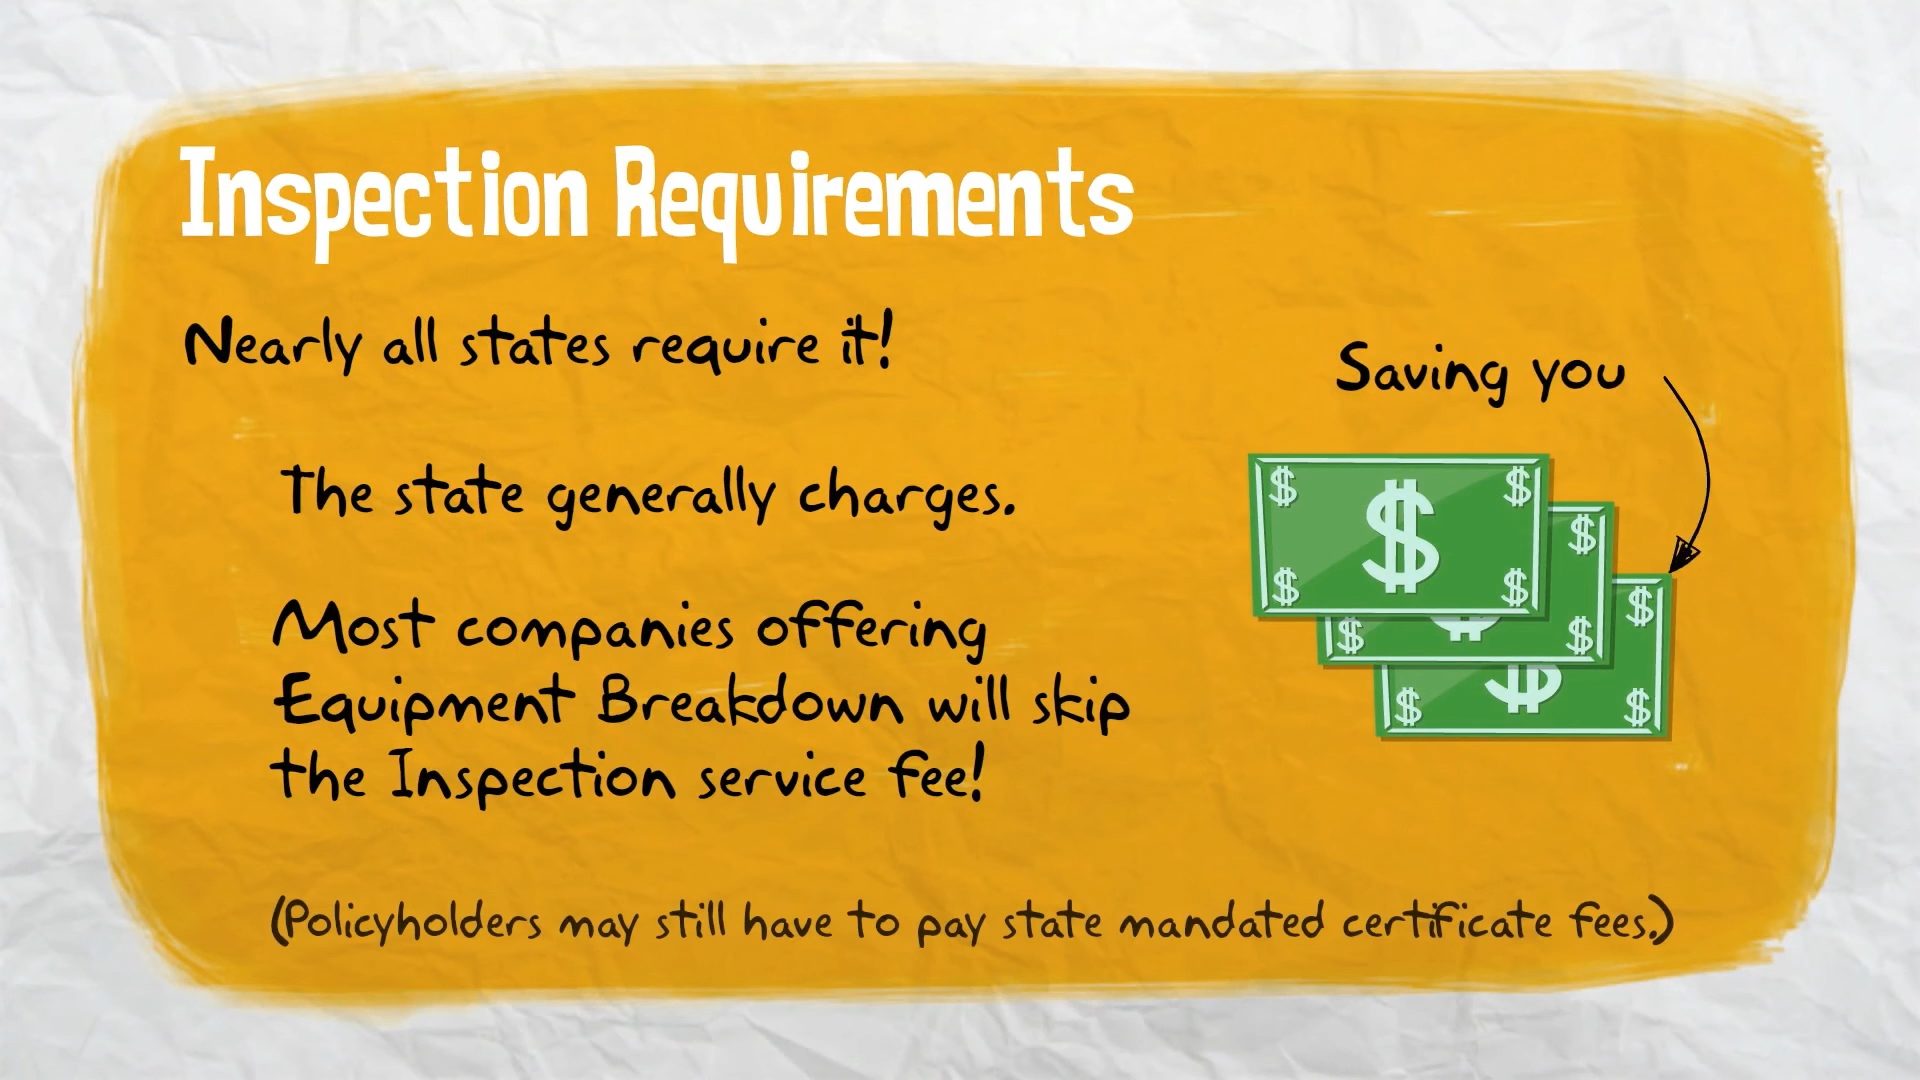 Inspection Requirements
Nearly all states require it!
The state generally charges.
Most companies offering
Equipment Breakdown will skip
the Inspection service fee!
(Policyholders may still have to pay state mandated certificate fees.)
Saving you
$ $ $ $ $
$ $ $ $
$ $ $ $